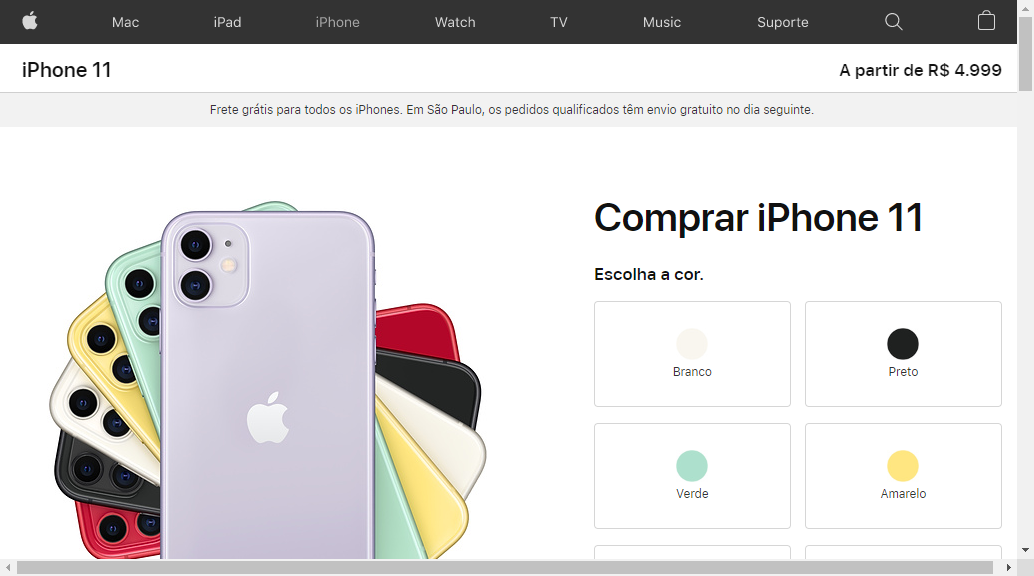 Mac iPad iPhone Watch TV Music Suporte
iPhone 11
A partir de R$ 4.999
Frete grátis para todos os iPhones. Em São Paulo, os pedidos qualificados têm envio gratuito no dia seguinte.
Comprar iPhone 11
Escolha a cor.
Branco
Preto
Verde
Amarelo